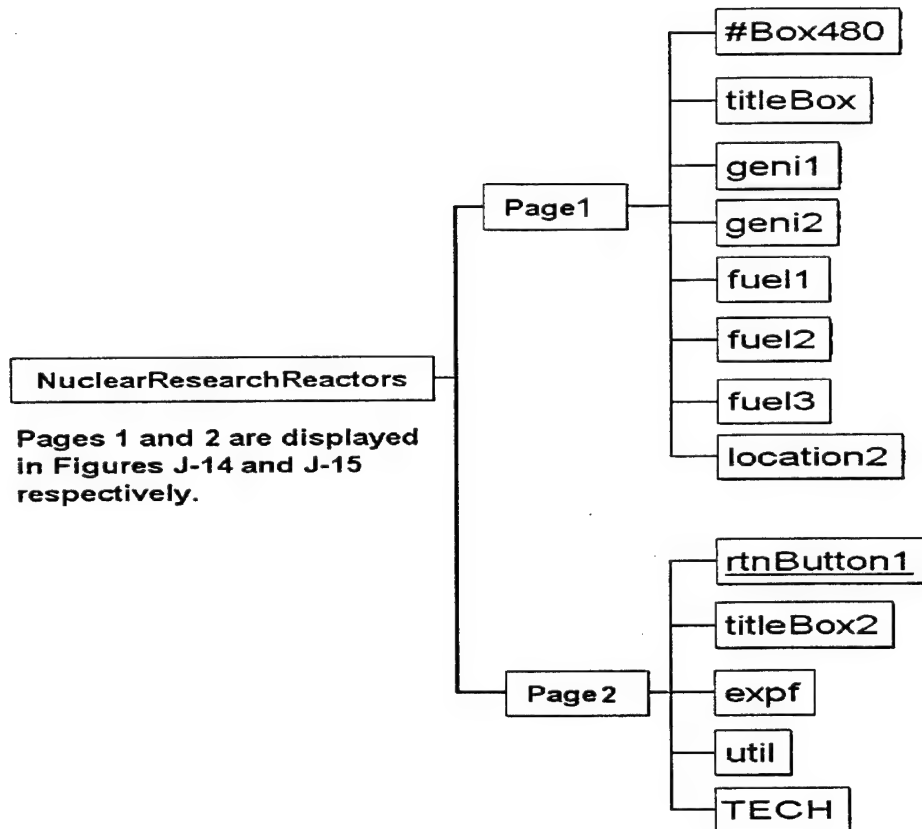 #Box480
titleBox
geni1
Page1
geni2
fuel1
fuel2
NuclearResearchReactors
fuel3
Pages 1 and 2 are displayed
in Figures J-14 and J-15
respectively.
location2
rtnButton1
titleBox2
Page2
expf
util
TECH